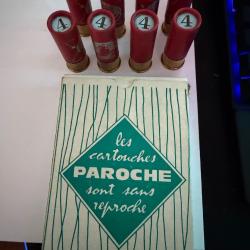 4 4 4 4
les
cartouches
PAROCHE
sont sans
reproche